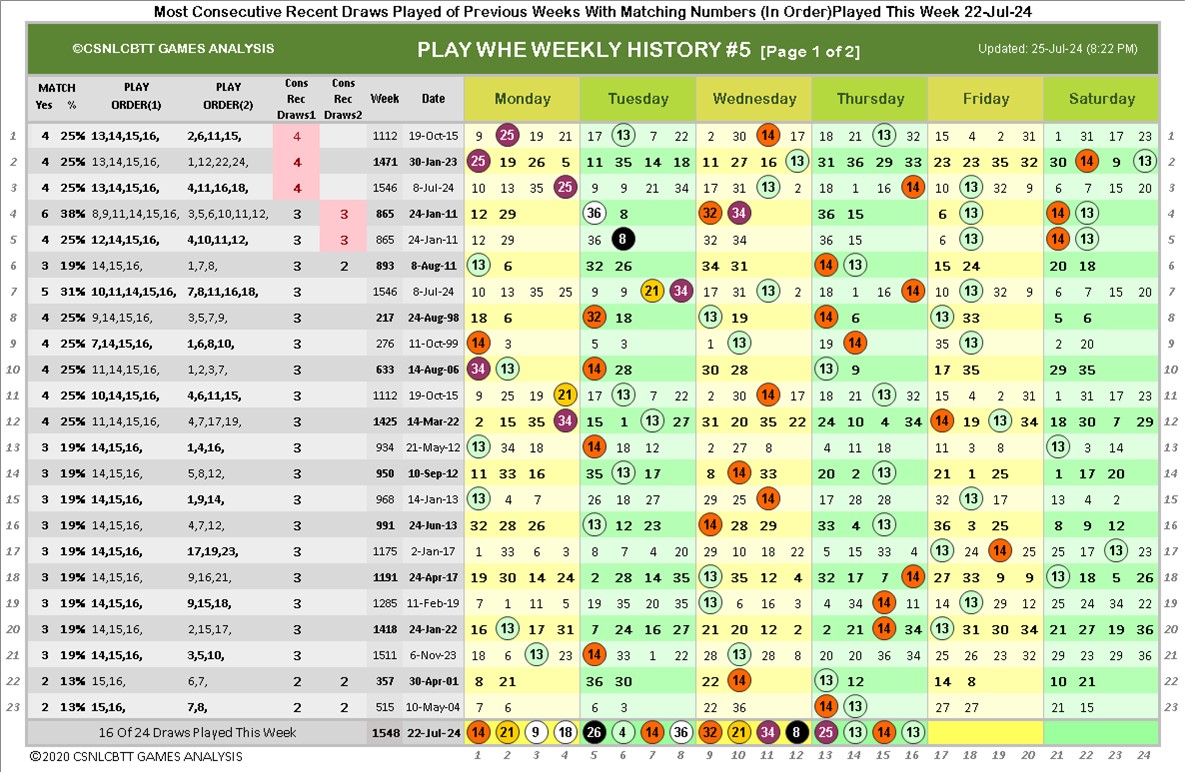 Most Consecutive Recent Draws Played of Previous Weeks With Matching Numbers (In Order)Played This Week 22-Jul-24
©CSNLCBTT GAMES ANALYSIS PLAY WHE WEEKLY HISTORY #5 [Page 1 of 2] Updated: 25-Jul-24 (8:22 PM)
MATCH Yes % PLAY ORDER(1) PLAY ORDER(2) Cons Rec Draws1 Cons Rec Draws2 Week Date Monday Tuesday Wednesday Thursday Friday Saturday
1 4 25% 13,14,15,16, 2,6,11,15, 4 1112 19-Oct-15 9 25 19 21 17 13 7 22 2 30 14 17 18 21 15 32 15 4 2 31 1 31 17 23 1
2 4 25% 13,14,15,16, 1,12,22,24, 4 1471 30-Jan-23 25 19 26 5 11 35 14 18 11 27 16 13 31 36 29 33 23 23 35 32 30 14 9 13 2
3 4 25% 13,14,15,16, 4,11,16,18, 4 1546 8-Jul-24 10 13 35 25 9 9 21 34 17 31 13 2 18 1 16 14 10 13 32 9 6 7 15 20 3
4 6 38% 8,9,11,14,15,16, 3,5,6,10,11,12, 3 3 865 24-Jan-11 12 29 36 8 32 34 36 15 6 13 14 13 4
5 4 25% 12,14,15,16, 4,10,11,12, 3 3 865 24-Jan-11 12 29 36 8 32 34 36 15 6 13 14 13 5
6 3 19% 14,15,16, 1,7,8, 3 2 893 8-Aug-11 13 6 32 26 34 31 14 13 15 24 20 18 6
7 5 31% 10,11,14,15,16, 7,8,11,16,18, 3 1546 8-Jul-24 10 13 35 25 9 9 21 34 17 31 13 2 18 1 16 14 10 13 32 9 6 7 15 20 7
8 4 25% 9,14,15,16, 3,5,7,9, 3 217 24-Aug-98 18 6 32 18 13 19 14 6 13 33 5 6 8
9 4 25% 7,14,15,16, 1,6,8,10, 3 276 11-Oct-99 14 3 5 3 1 13 19 14 35 13 2 20 9
10 4 25% 11,14,15,16, 1,2,3,7, 3 633 14-Aug-06 34 13 14 28 30 28 13 9 17 35 29 35 10
11 4 25% 10,14,15,16, 4,6,11,15, 3 1112 19-Oct-15 9 25 19 21 17 13 7 22 2 30 14 17 18 21 13 32 15 4 2 31 1 31 17 23 11
12 4 25% 11,14,15,16, 4,7,17,19, 3 1425 14-Mar-22 2 15 35 34 15 1 13 27 31 20 35 22 24 10 4 34 14 19 13 34 18 30 7 29 12
13 3 19% 14,15,16, 1,4,16, 3 934 21-May-12 13 34 18 14 18 12 2 27 8 4 11 18 11 3 8 13 3 14 13
14 3 19% 14,15,16, 5,8,12, 3 950 10-Sep-12 11 33 16 35 13 17 8 14 33 20 2 13 21 1 25 1 17 20 14
15 3 19% 14,15,16, 1,9,14, 3 968 14-Jan-13 13 4 7 26 18 27 29 25 14 17 28 28 32 13 17 13 4 2 15
16 3 19% 14,15,16, 4,7,12, 3 991 24-Jun-13 32 28 26 13 12 23 14 28 29 33 4 13 36 3 25 8 9 12 16
17 3 19% 14,15,16, 17,19,23, 3 1175 2-Jan-17 1 33 6 3 8 7 4 20 29 10 18 22 5 15 33 4 13 24 14 25 25 17 13 23 17
18 3 19% 14,15,16, 9,16,21, 3 1191 24-Apr-17 19 30 14 24 2 28 14 35 13 35 12 4 32 17 7 14 27 33 9 9 13 18 5 26 18
19 3 19% 14,15,16, 9,15,18, 3 1285 11-Feb-19 7 1 11 5 19 35 20 35 13 6 16 3 4 34 14 11 14 13 29 12 25 24 34 22 19
20 3 19% 14,15,16, 2,15,17, 3 1418 24-Jan-22 16 13 17 31 7 24 16 27 21 20 12 2 2 21 14 34 13 31 30 34 21 27 19 36 20
21 3 19% 14,15,16, 3,5,10, 3 1511 6-Nov-23 18 6 13 23 14 33 1 22 10 13 28 8 20 20 36 34 25 26 23 32 29 23 29 36 21
22 2 13% 15,16, 6,7, 2 2 357 30-Apr-01 8 21 36 30 22 14 13 12 14 8 10 21 22
23 2 13% 15,16, 7,8, 2 2 515 10-May-04 7 6 6 3 22 36 14 13 27 27 21 15 23
16 Of 24 Draws Played This Week 1548 22-Jul-24 14 21 9 18 26 4 14 36 32 21 34 8 25 13 14 13
©2020 CSNLCBTT GAMES ANALYSIS 1 2 3 4 5 6 7 8 9 10 11 12 13 14 15 16 17 18 19 20 21 22 23 24